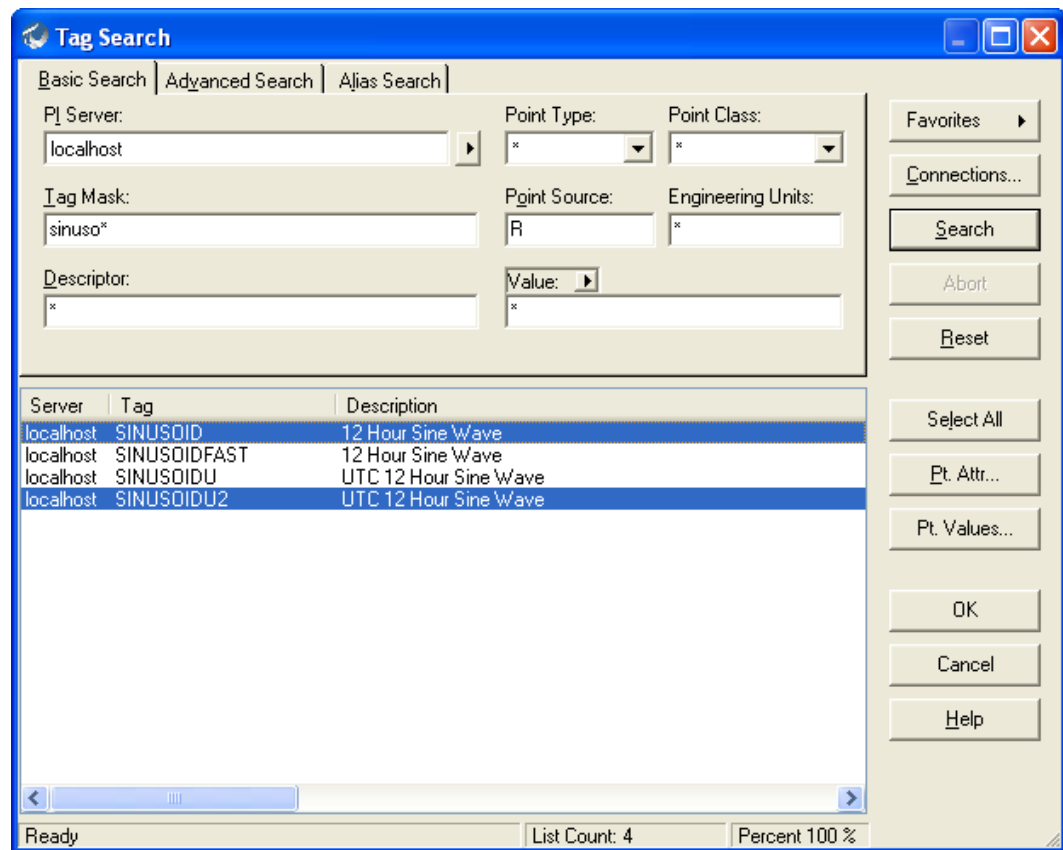 Tag Search
Basic Search Advanced Search Alias Search
PI Server: Point Type: Point Class:
localhost * *
Tag Mask: Point Source: Engineering Units:
sinuso* R *
Descriptor: Value:
* *
Favorites
Connections...
Search
Abort
Reset
Server Tag Description
localhost SINUSOID 12 Hour Sine Wave
localhost SINUSOIDFAST 12 Hour Sine Wave
localhost SINUSOIDU UTC 12 Hour Sine Wave
localhost SINUSOIDU2 UTC 12 Hour Sine Wave
Select All
Pt. Attr...
Pt. Values...
OK
Cancel
Help
Ready List Count: 4 Percent 100 %